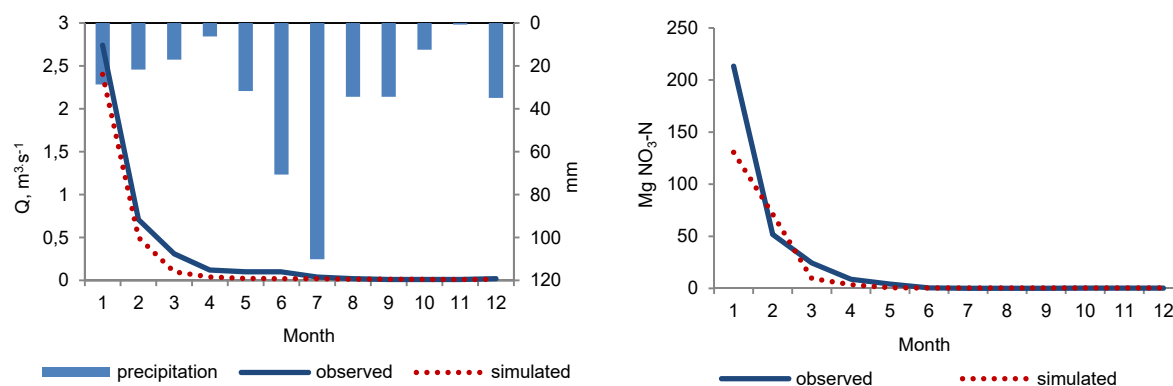 3
2,5
2
1,5
1
0,5
0
Q, m³·s⁻¹
0
20
40
60
80
100
120
mm
1 2 3 4 5 6 7 8 9 10 11 12
Month
precipitation observed simulated
250
200
150
100
50
0
Mg NO₃-N
1 2 3 4 5 6 7 8 9 10 11 12
Month
observed simulated